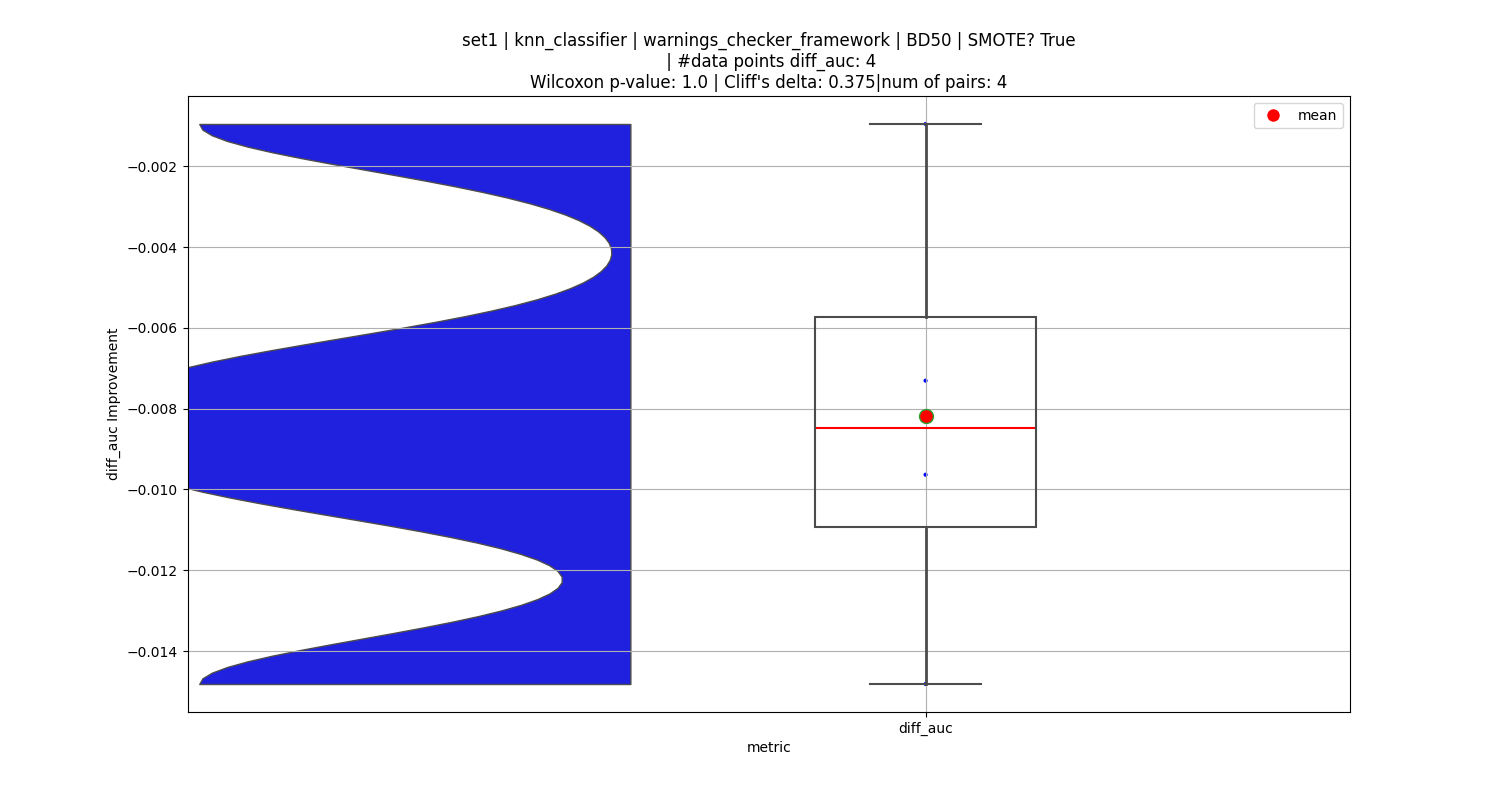 set1 | knn_classifier | warnings_checker_framework | BD50 | SMOTE? True
| #data points diff_auc: 4
Wilcoxon p-value: 1.0 | Cliff's delta: 0.375|num of pairs: 4
mean
−0.002
−0.004
−0.006
−0.008
−0.010
−0.012
−0.014
diff_auc Improvement
diff_auc
metric